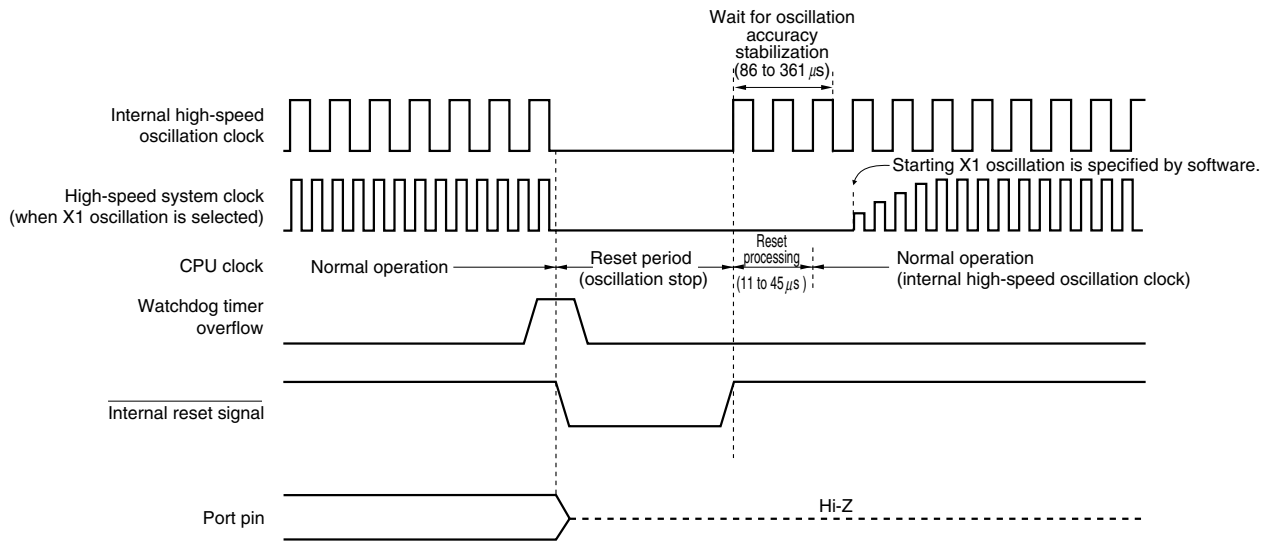 Wait for oscillation
accuracy
stabilization
(86 to 361 μs)
Internal high-speed
oscillation clock
Starting X1 oscillation is specified by software.
High-speed system clock
(when X1 oscillation is selected)
CPU clock
Normal operation
Reset period
(oscillation stop)
Reset
processing
(11 to 45 μs )
Normal operation
(internal high-speed oscillation clock)
Watchdog timer
overflow
Internal reset signal
Port pin
Hi-Z